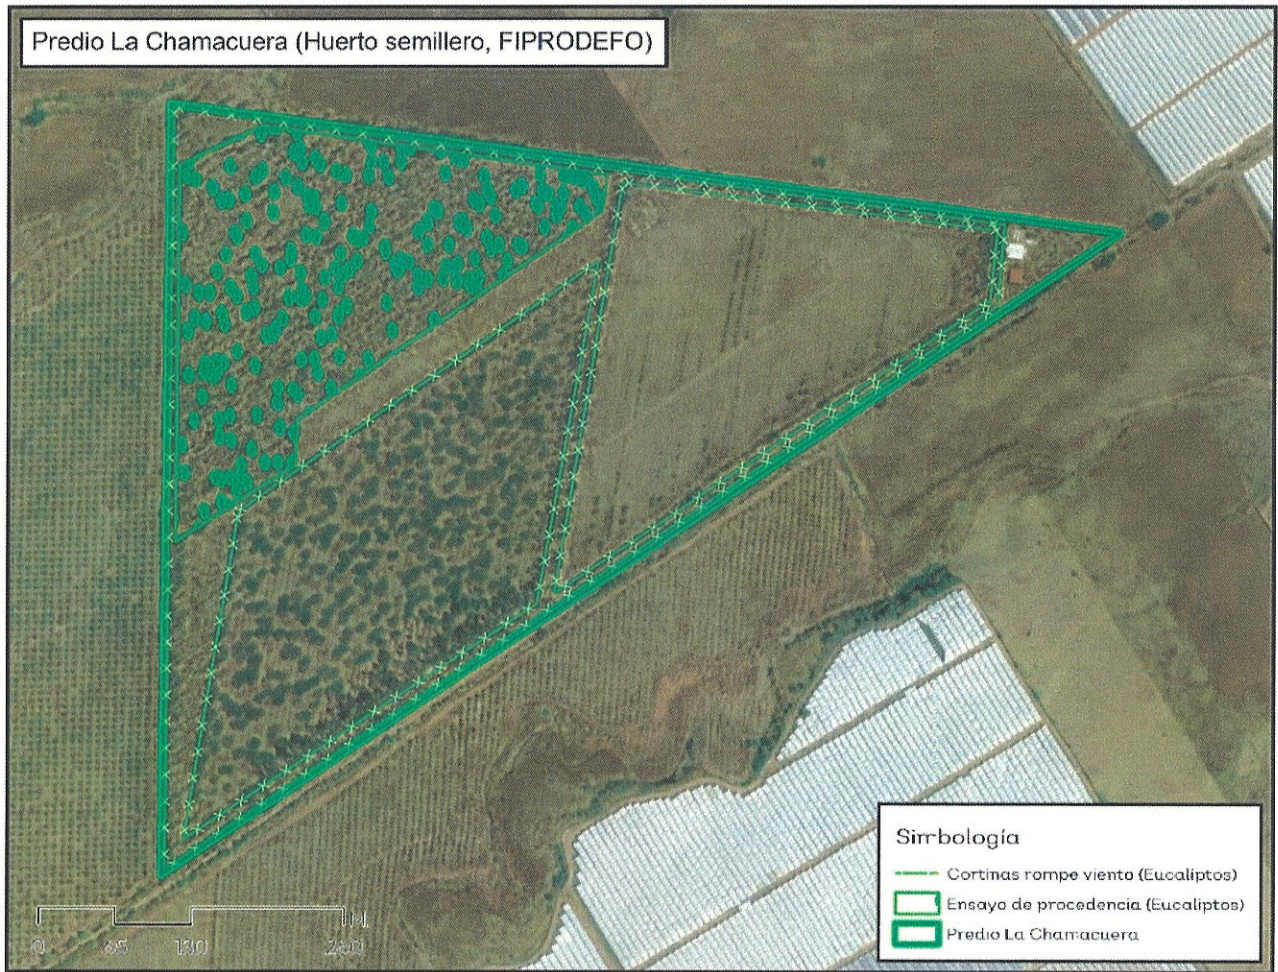 Predio La Chamacuera (Huerto semillero, FIPRODEFO)
Simbología
Cortinas rompe viento (Eucaliptos)
Ensayo de procedencia (Eucaliptos)
Predio La Chamacuera
M
0 65 130 260